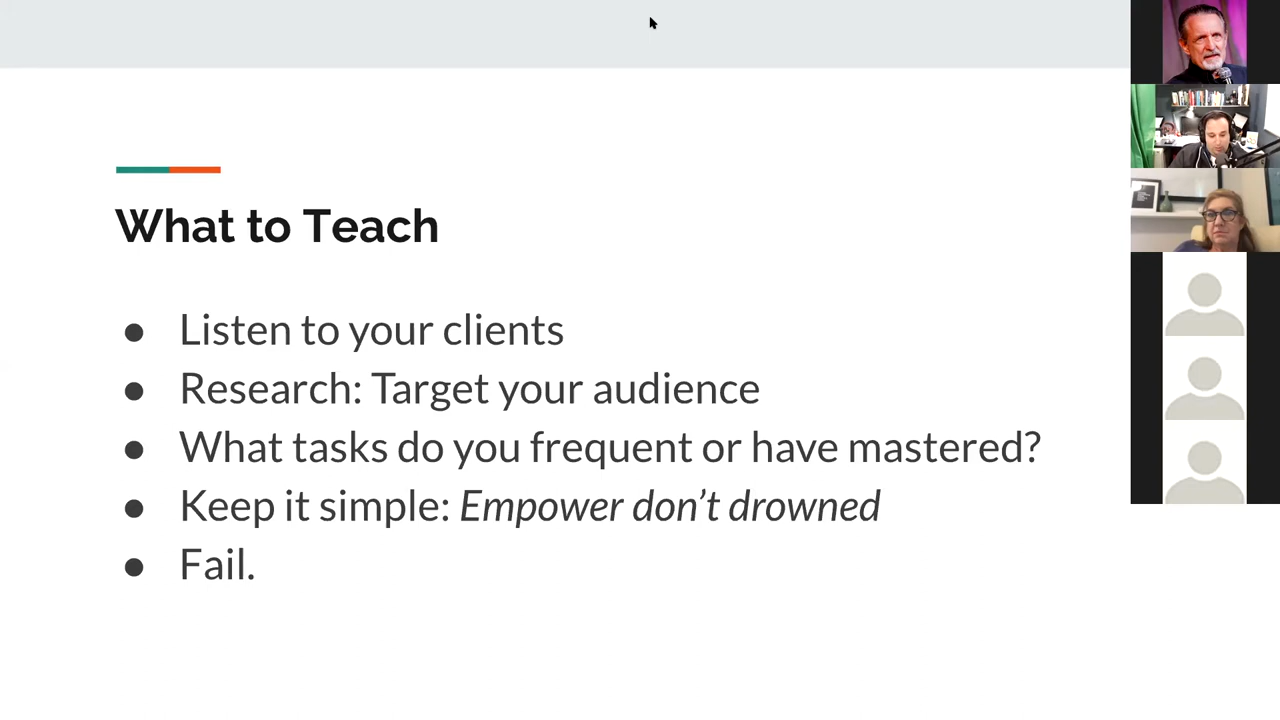 What to Teach
● Listen to your clients
● Research: Target your audience
● What tasks do you frequent or have mastered?
● Keep it simple: Empower don’t drowned
● Fail.